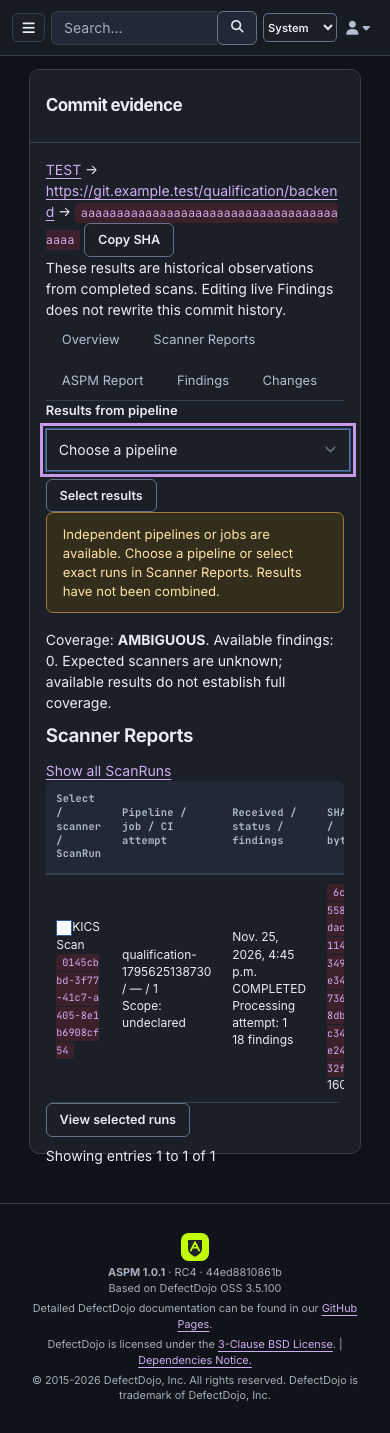 Search...
System
Commit evidence
TEST →
https://git.example.test/qualification/backen
d → aaaaaaaaaaaaaaaaaaaaaaaaaaaaaaaaaaaa
aaaa Copy SHA
These results are historical observations
from completed scans. Editing live Findings
does not rewrite this commit history.
Overview Scanner Reports
ASPM Report Findings Changes
Results from pipeline
Choose a pipeline
Select results
Independent pipelines or jobs are
available. Choose a pipeline or select
exact runs in Scanner Reports. Results
have not been combined.
Coverage: AMBIGUOUS. Available findings:
0. Expected scanners are unknown;
available results do not establish full
coverage.
Scanner Reports
Show all ScanRuns
Select
/
scanner
/
ScanRun
Pipeline /
job / CI
attempt
Received /
status /
findings
SHA
/
byt
KICS
Scan
0145cb
bd-3f77
-41c7-a
405-8e1
b6908cf
54
qualification-
1795625138730
/ — / 1
Scope:
undeclared
Nov. 25,
2026, 4:45
p.m.
COMPLETED
Processing
attempt: 1
18 findings
6c
558
dac
114
349
e34
736
8db
c34
e24
32f
160
View selected runs
Showing entries 1 to 1 of 1
ASPM 1.0.1 · RC4 · 44ed8810861b
Based on DefectDojo OSS 3.5.100
Detailed DefectDojo documentation can be found in our GitHub
Pages.
DefectDojo is licensed under the 3-Clause BSD License. |
Dependencies Notice.
© 2015-2026 DefectDojo, Inc. All rights reserved. DefectDojo is
trademark of DefectDojo, Inc.